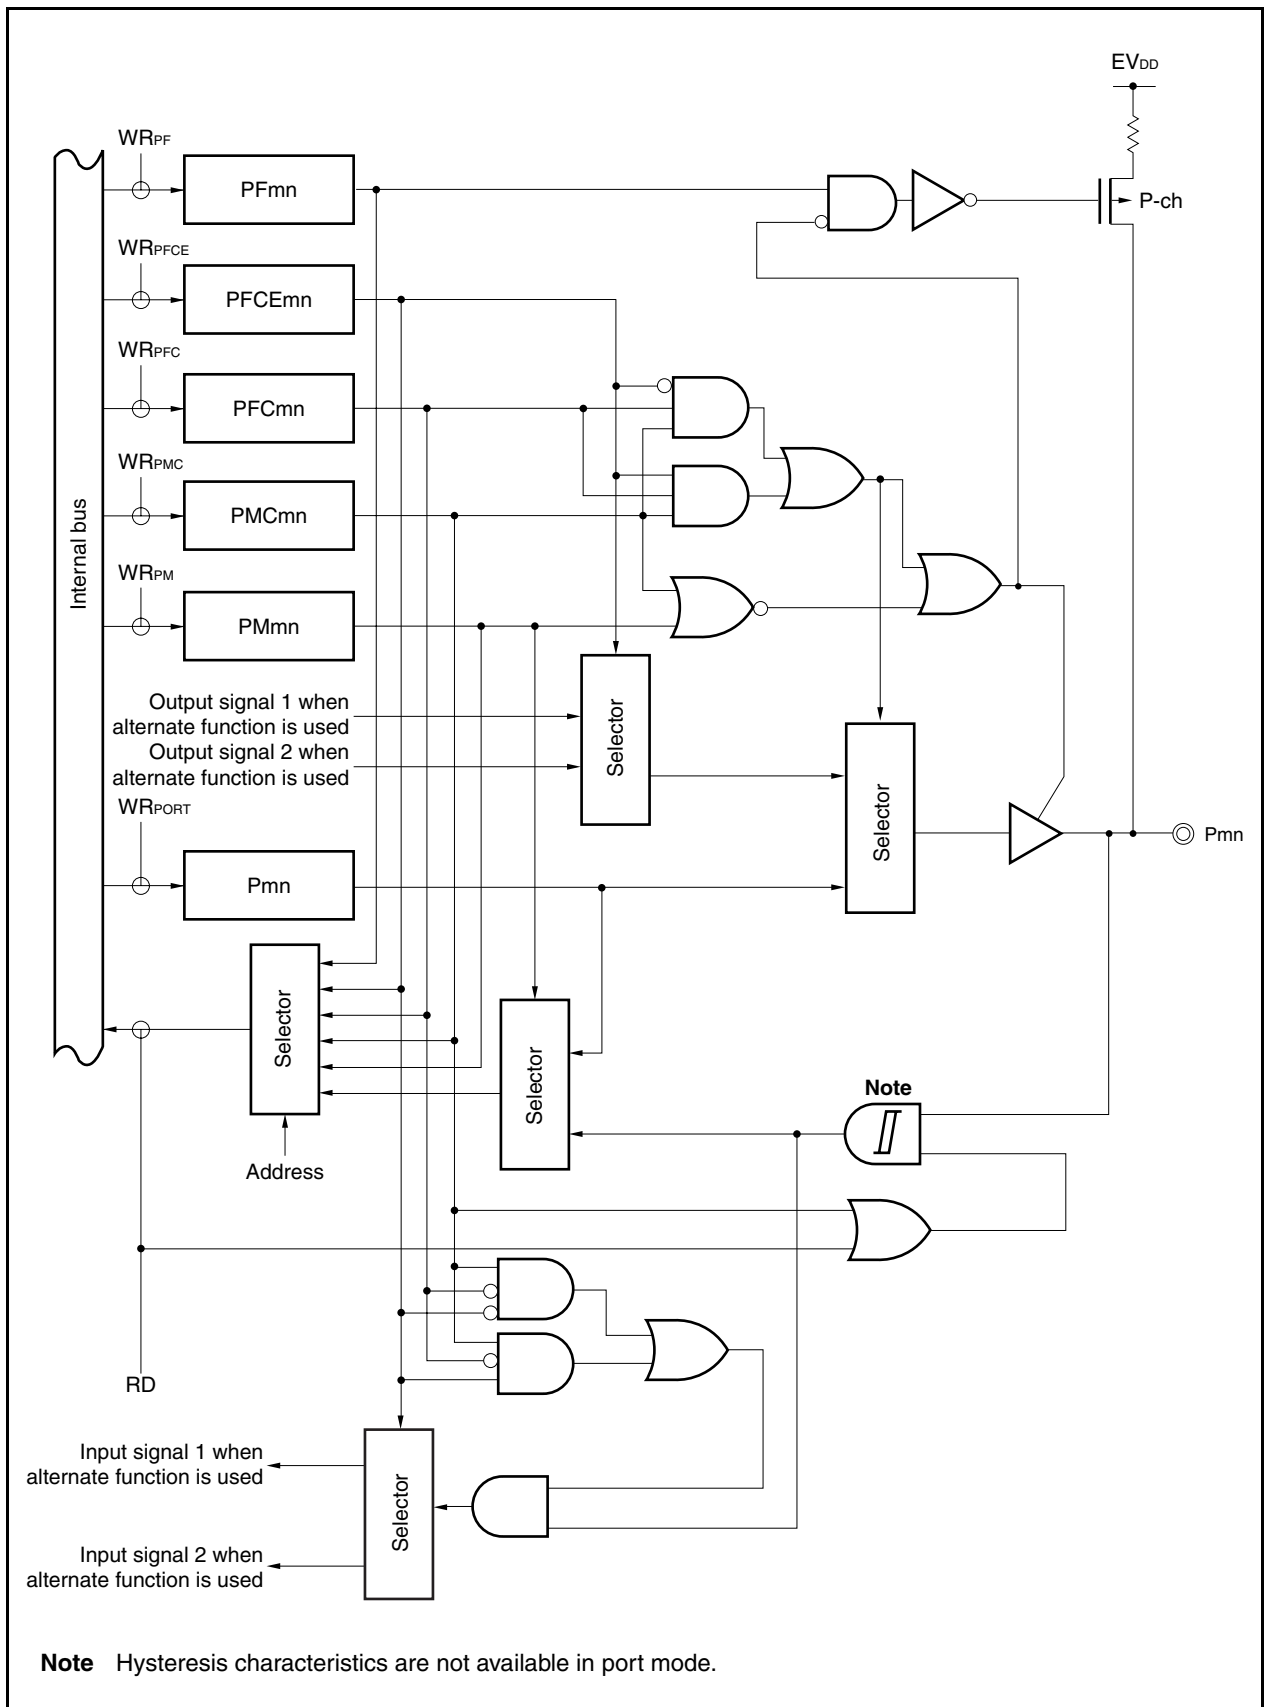 EVDD
WRPF
PFmn
P-ch
WRPFCE
PFCEmn
WRPFC
PFCmn
WRPMC
PMCmn
Internal bus
WRPM
PMmn
Output signal 1 when
alternate function is used
Output signal 2 when
alternate function is used
Selector
Selector
WRPORT
Pmn
Pmn
Selector
Selector
Note
Address
RD
Input signal 1 when
alternate function is used
Selector
Input signal 2 when
alternate function is used
Note Hysteresis characteristics are not available in port mode.